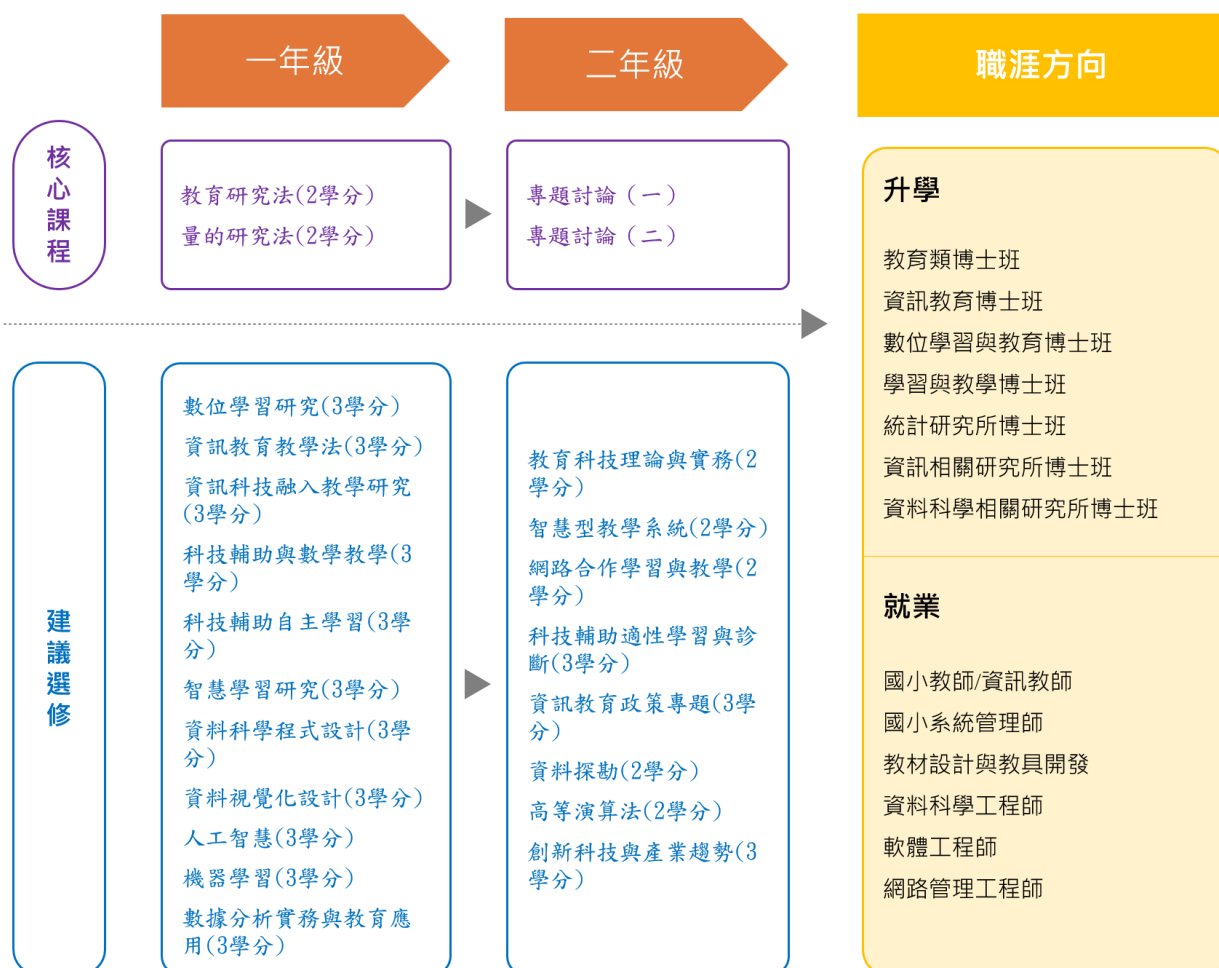 一年級
二年級
職涯方向
核心課程
教育研究法(2學分)
量的研究法(2學分)
專題討論（一）
專題討論（二）
建議選修
數位學習研究(3學分)
資訊教育教學法(3學分)
資訊科技融入教學研究
(3學分)
科技輔助與數學教學(3
學分)
科技輔助自主學習(3學
分)
智慧學習研究(3學分)
資料科學程式設計(3學
分)
資料視覺化設計(3學分)
人工智慧(3學分)
機器學習(3學分)
數據分析實務與教育應
用(3學分)
教育科技理論與實務(2
學分)
智慧型教學系統(2學分)
網路合作學習與教學(2
學分)
科技輔助適性學習與診
斷(3學分)
資訊教育政策專題(3學
分)
資料探勘(2學分)
高等演算法(2學分)
創新科技與產業趨勢(3
學分)
升學
教育類博士班
資訊教育博士班
數位學習與教育博士班
學習與教學博士班
統計研究所博士班
資訊相關研究所博士班
資料科學相關研究所博士班
就業
國小教師/資訊教師
國小系統管理師
教材設計與教具開發
資料科學工程師
軟體工程師
網路管理工程師